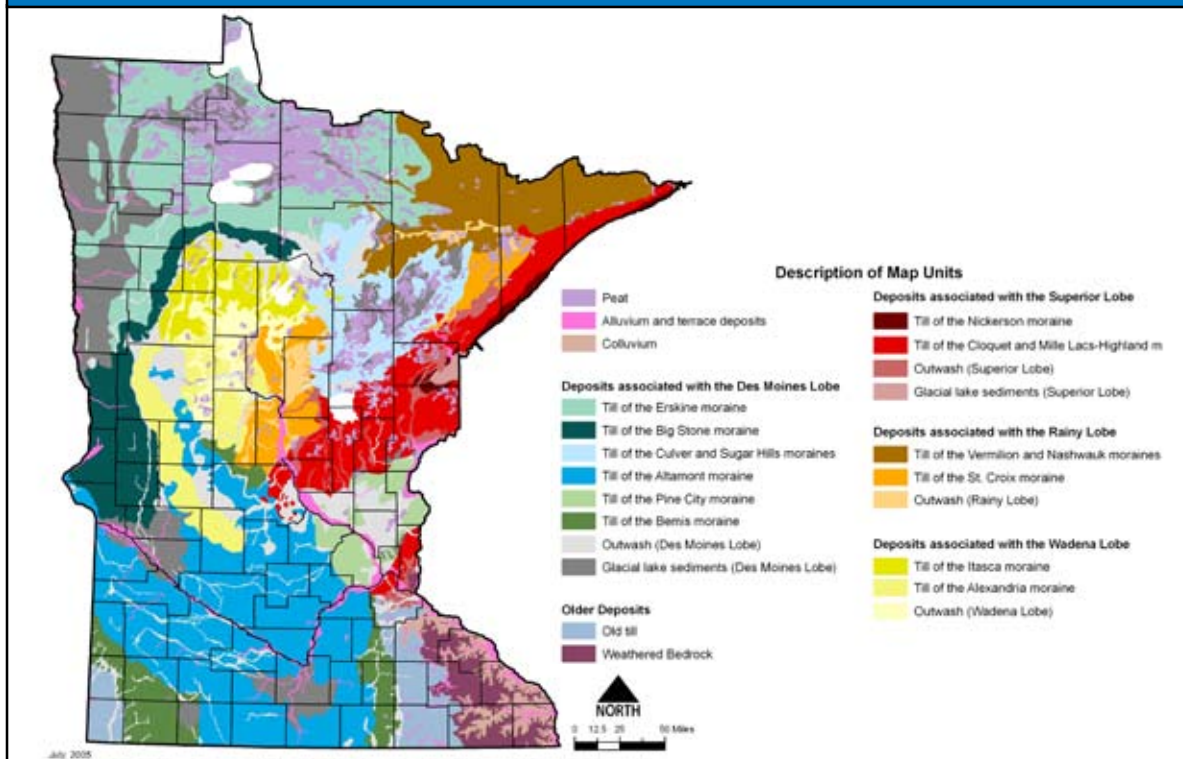 Description of Map Units
Peat
Alluvium and terrace deposits
Colluvium
Deposits associated with the Des Moines Lobe
Till of the Erskine moraine
Till of the Big Stone moraine
Till of the Culver and Sugar Hills moraines
Till of the Altamont moraine
Till of the Pine City moraine
Till of the Bemis moraine
Outwash (Des Moines Lobe)
Glacial lake sediments (Des Moines Lobe)
Older Deposits
Old till
Weathered Bedrock
Deposits associated with the Superior Lobe
Till of the Nickerson moraine
Till of the Cloquet and Mille Lacs-Highland m
Outwash (Superior Lobe)
Glacial lake sediments (Superior Lobe)
Deposits associated with the Rainy Lobe
Till of the Vermilion and Nashwauk moraines
Till of the St. Croix moraine
Outwash (Rainy Lobe)
Deposits associated with the Wadena Lobe
Till of the Itasca moraine
Till of the Alexandria moraine
Outwash (Wadena Lobe)
NORTH
0 12.5 25 50 Miles
July 2005